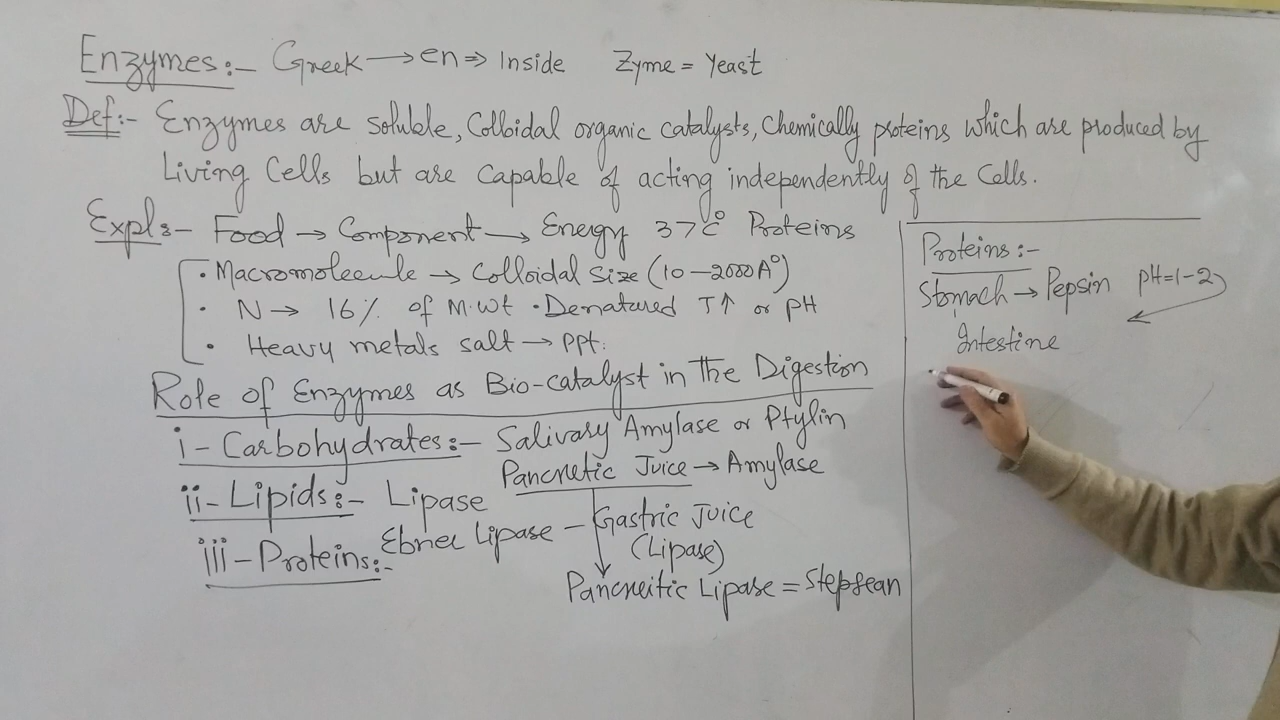 Enzymes:- Greek → en ⇒ Inside Zyme = Yeast
Def:- Enzymes are soluble, Colloidal organic catalysts, Chemically proteins which are produced by
Living Cells but are capable of acting independently of the Cells.
Expl:- Food → Component → Energy 37°C Proteins
· Macromolecule → Colloidal Size (10-2000A°)
· N → 16% of M.wt · Denatured T↑ or pH
· Heavy metals salt → ppt.
Role of Enzymes as Bio-catalyst in The Digestion
i- Carbohydrates:- Salivary Amylase or Ptylin
Pancretic Juice → Amylase
ii- Lipids:- Lipase
Ebner Lipase - Gastric Juice
(Lipase)
Pancreitic Lipase = Stepsean
iii- Proteins:-
Proteins:-
Stomach → Pepsin pH=1-2
Intestine